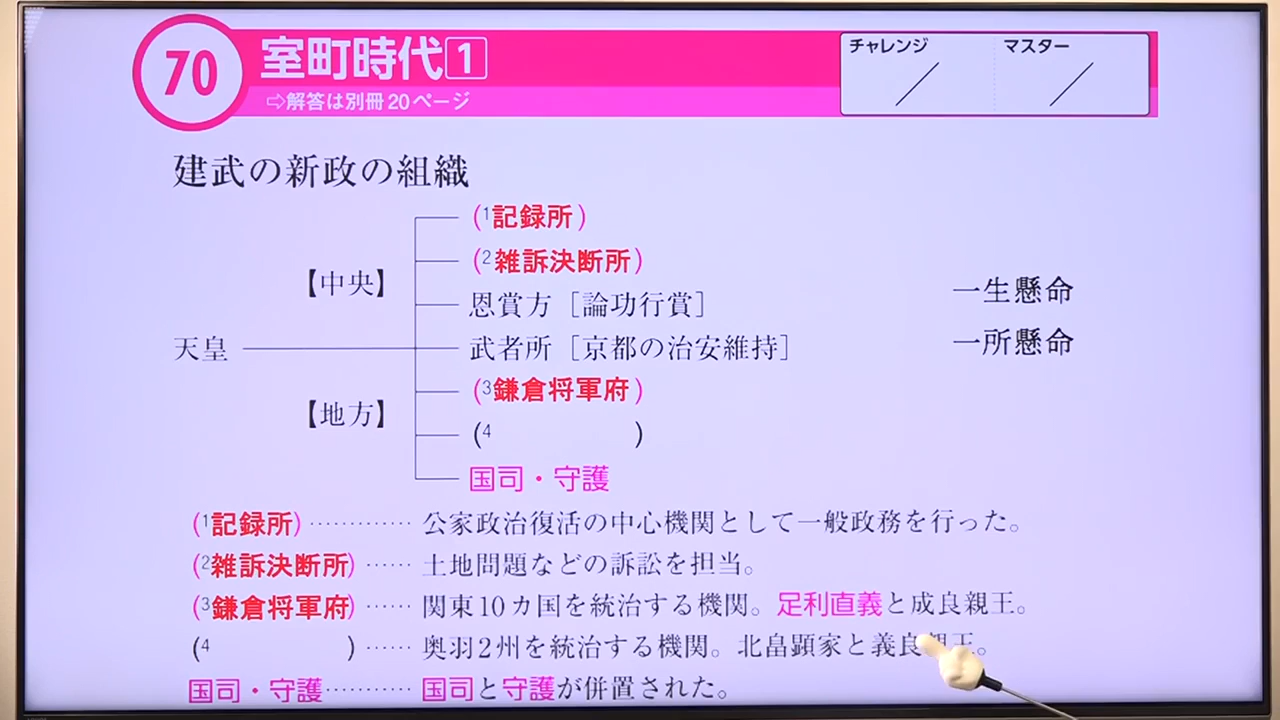 70 室町時代1
チャレンジ マスター
⇨解答は別冊20ページ
建武の新政の組織
(1記録所)
(2雑訴決断所)
【中央】
恩賞方［論功行賞］
一生懸命
天皇
武者所［京都の治安維持］
一所懸命
(3鎌倉将軍府)
【地方】
(4 )
国司・守護
(1記録所)············ 公家政治復活の中心機関として一般政務を行った。
(2雑訴決断所)······ 土地問題などの訴訟を担当。
(3鎌倉将軍府)······ 関東10カ国を統治する機関。足利直義と成良親王。
(4 )······ 奥羽2州を統治する機関。北畠顕家と義良親王。
国司・守護··········· 国司と守護が併置された。